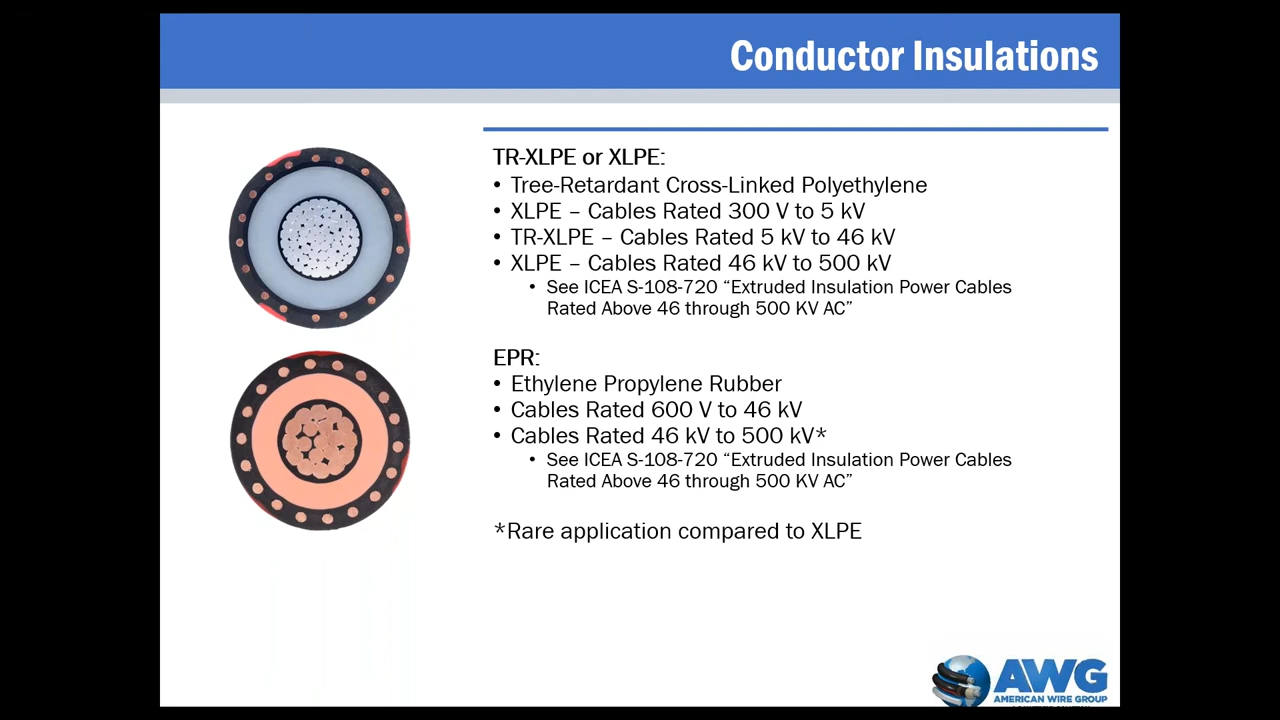 Conductor Insulations
TR-XLPE or XLPE:
• Tree-Retardant Cross-Linked Polyethylene
• XLPE – Cables Rated 300 V to 5 kV
• TR-XLPE – Cables Rated 5 kV to 46 kV
• XLPE – Cables Rated 46 kV to 500 kV
• See ICEA S-108-720 “Extruded Insulation Power Cables
Rated Above 46 through 500 KV AC”
EPR:
• Ethylene Propylene Rubber
• Cables Rated 600 V to 46 kV
• Cables Rated 46 kV to 500 kV*
• See ICEA S-108-720 “Extruded Insulation Power Cables
Rated Above 46 through 500 KV AC”
*Rare application compared to XLPE
AWG
AMERICAN WIRE GROUP